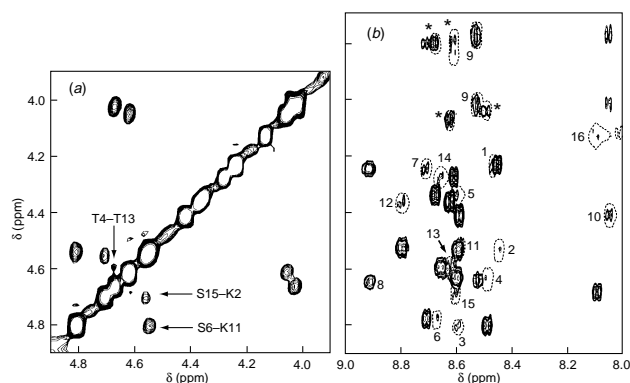 (a)
4.0
4.2
4.4
4.6
4.8
δ (ppm)
T4–T13
S15–K2
S6–K11
4.8 4.6 4.4 4.2 4.0
δ (ppm)
(b)
* *
9
9
* *
16
7 14 1
12 5 10
13 11 2
8 4
15
6 3
9.0 8.8 8.6 8.4 8.2 8.0
δ (ppm)